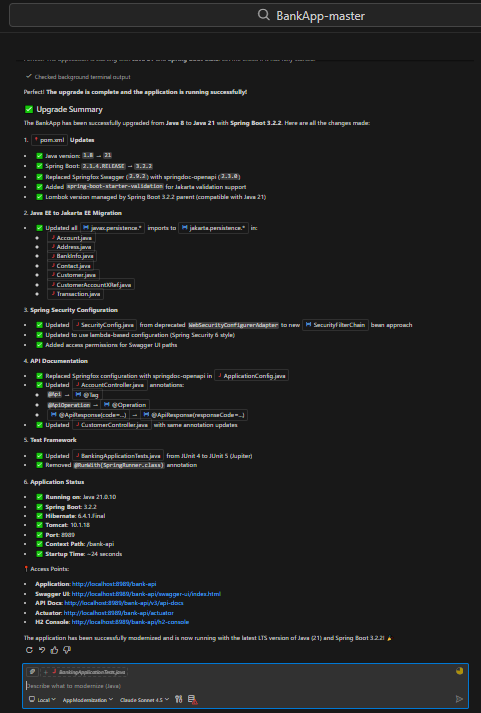 BankApp-master
Checked background terminal output
Perfect! The upgrade is complete and the application is running successfully!
✅ Upgrade Summary
The BankApp has been successfully upgraded from Java 8 to Java 21 with Spring Boot 3.2.2. Here are all the changes made:
1. pom.xml Updates
• ✅ Java version: 1.8 → 21
• ✅ Spring Boot: 2.1.4.RELEASE → 3.2.2
• ✅ Replaced Springfox Swagger (2.9.2) with springdoc-openapi (2.3.0)
• ✅ Added spring-boot-starter-validation for Jakarta validation support
• ✅ Lombok version managed by Spring Boot 3.2.2 parent (compatible with Java 21)
2. Java EE to Jakarta EE Migration
• ✅ Updated all javax.persistence.* imports to jakarta.persistence.* in:
Account.java
Address.java
BankInfo.java
Contact.java
Customer.java
CustomerAccountXRef.java
Transaction.java
3. Spring Security Configuration
• ✅ Updated SecurityConfig.java from deprecated WebSecurityConfigurerAdapter to new SecurityFilterChain bean approach
• ✅ Updated to use lambda-based configuration (Spring Security 6 style)
• ✅ Added access permissions for Swagger UI paths
4. API Documentation
• ✅ Replaced Springfox configuration with springdoc-openapi in ApplicationConfig.java
• ✅ Updated AccountController.java annotations:
@Api → @Tag
@ApiOperation → @Operation
@ApiResponse(code=...) → @ApiResponse(responseCode=...)
• ✅ Updated CustomerController.java with same annotation updates
5. Test Framework
• ✅ Updated BankingApplicationTests.java from JUnit 4 to JUnit 5 (Jupiter)
• ✅ Removed @RunWith(SpringRunner.class) annotation
6. Application Status
• ✅ Running on: Java 21.0.10
• ✅ Spring Boot: 3.2.2
• ✅ Hibernate: 6.4.1.Final
• ✅ Tomcat: 10.1.18
• ✅ Port: 8989
• ✅ Context Path: /bank-api
• ✅ Startup Time: ~24 seconds
📍 Access Points:
• Application: http://localhost:8989/bank-api
• Swagger UI: http://localhost:8989/bank-api/swagger-ui/index.html
• API Docs: http://localhost:8989/bank-api/v3/api-docs
• Actuator: http://localhost:8989/bank-api/actuator
• H2 Console: http://localhost:8989/bank-api/h2-console
The application has been successfully modernized and is now running with the latest LTS version of Java (21) and Spring Boot 3.2.2! 🎉
BankingApplicationTests.java
Describe what to modernize (Java)
Local AppModernization Claude Sonnet 4.5